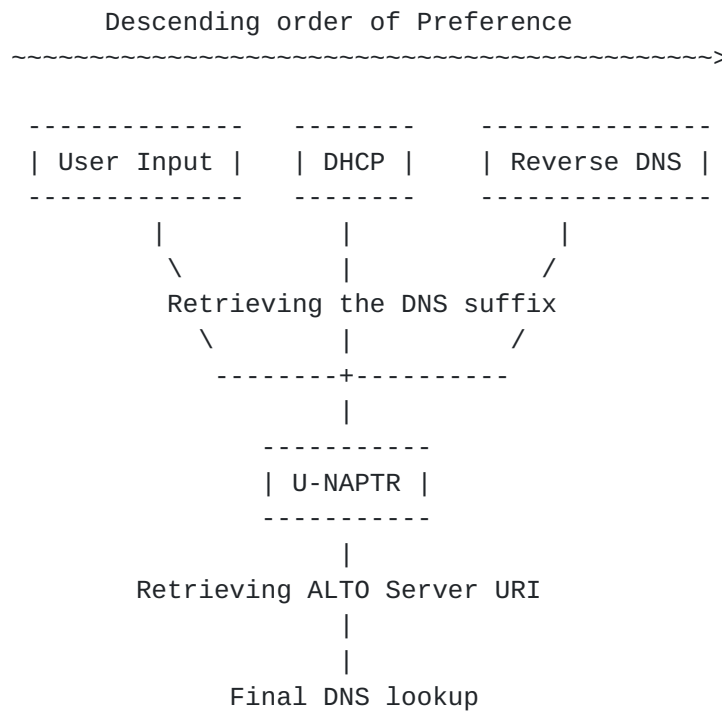 Descending order of Preference
~~~~~~~~~~~~~~~~~~~~~~~~~~~~~~~~~~~~~~~~~~~~~>
-------------- -------- ---------------
| User Input | | DHCP | | Reverse DNS |
-------------- -------- ---------------
| | |
\ | /
Retrieving the DNS suffix
\ | /
--------+----------
|
-----------
| U-NAPTR |
-----------
|
Retrieving ALTO Server URI
|
|
Final DNS lookup